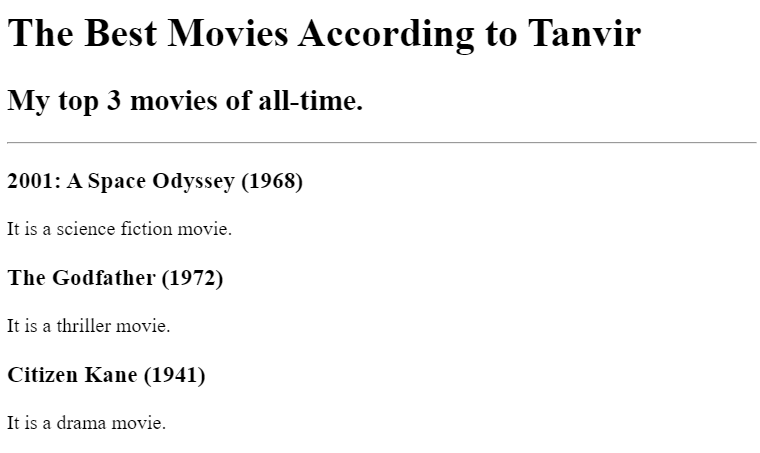 The Best Movies According to Tanvir
My top 3 movies of all-time.
2001: A Space Odyssey (1968)
It is a science fiction movie.
The Godfather (1972)
It is a thriller movie.
Citizen Kane (1941)
It is a drama movie.